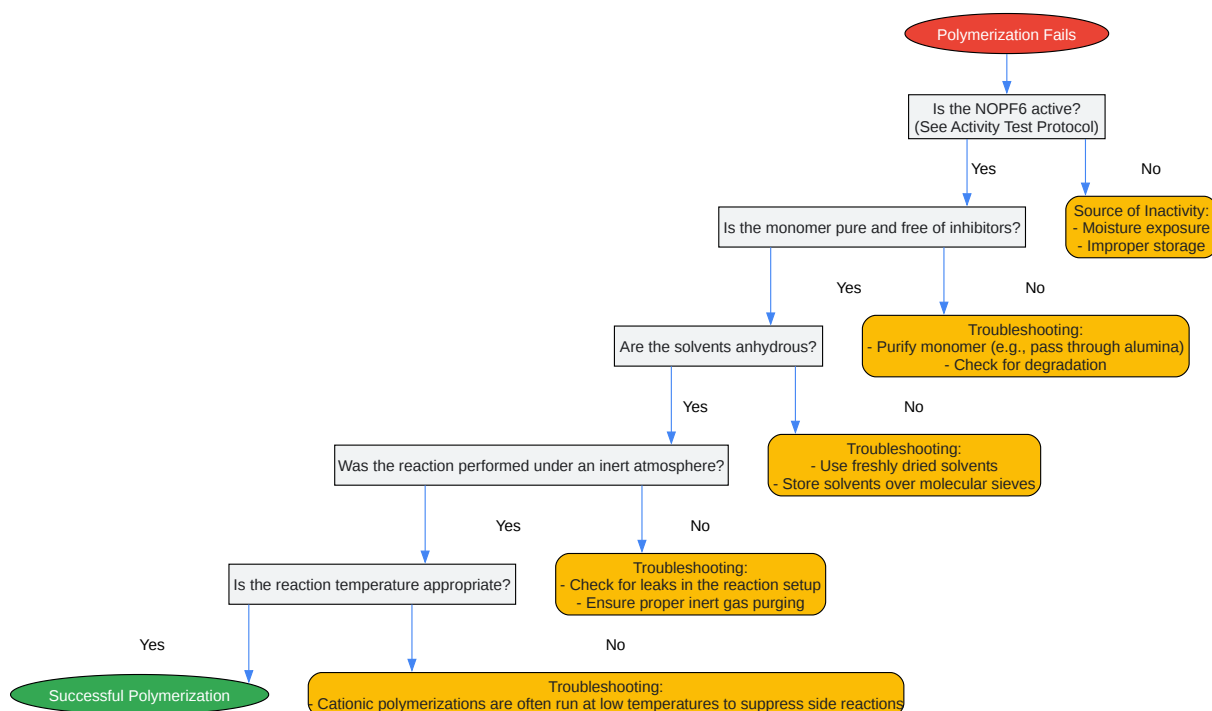 Polymerization Fails
Is the NOPF6 active?
(See Activity Test Protocol)
Yes
No
Source of Inactivity:
- Moisture exposure
- Improper storage
Is the monomer pure and free of inhibitors?
Yes
No
Troubleshooting:
- Purify monomer (e.g., pass through alumina)
- Check for degradation
Are the solvents anhydrous?
Yes
No
Troubleshooting:
- Use freshly dried solvents
- Store solvents over molecular sieves
Was the reaction performed under an inert atmosphere?
Yes
No
Troubleshooting:
- Check for leaks in the reaction setup
- Ensure proper inert gas purging
Is the reaction temperature appropriate?
Yes
No
Successful Polymerization
Troubleshooting:
- Cationic polymerizations are often run at low temperatures to suppress side reactions